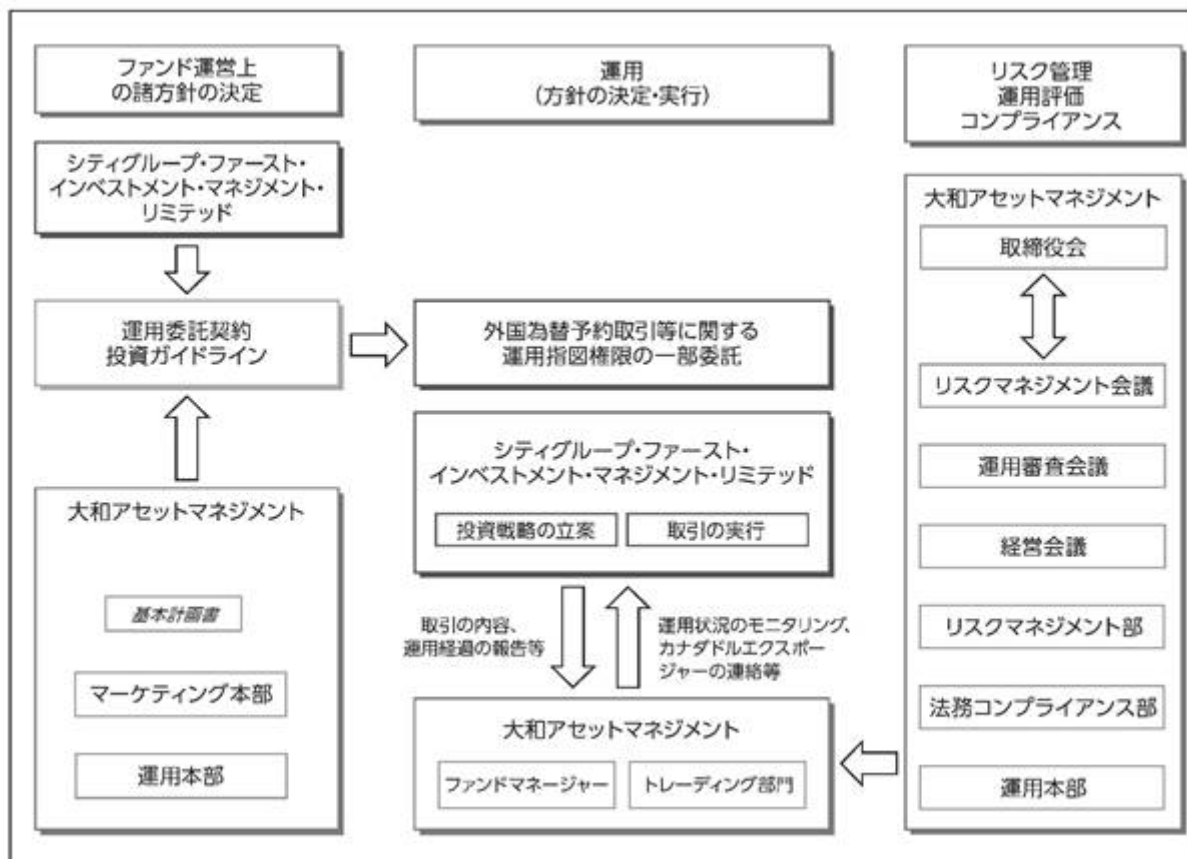 ファンド運営上
の諸方針の決定
シティグループ・ファースト・
インベストメント・マネジメント・
リミテッド
運用委託契約
投資ガイドライン
大和アセットマネジメント
基本計画書
マーケティング本部
運用本部
運用
(方針の決定・実行)
外国為替予約取引等に関する
運用指図権限の一部委託
シティグループ・ファースト・
インベストメント・マネジメント・リミテッド
投資戦略の立案
取引の実行
取引の内容、
運用経過の報告等
運用状況のモニタリング、
カナダドルエクスポー
ジャーの連絡等
大和アセットマネジメント
ファンドマネージャー
トレーディング部門
リスク管理
運用評価
コンプライアンス
大和アセットマネジメント
取締役会
リスクマネジメント会議
運用審査会議
経営会議
リスクマネジメント部
法務コンプライアンス部
運用本部